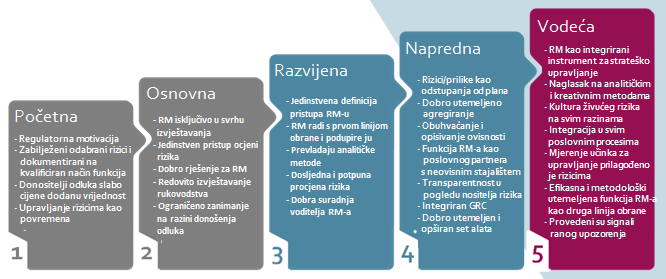 Početna
- Regulatorna motivacija
- Zabilježeni odabrani rizici i
dokumentirani na
kvalificiran način funkcija
- Donositelji odluka slabo
cijene dodanu vrijednost
- Upravljanje rizicima kao
povremena
-
1
Osnovna
- RM isključivo u svrhu
izvještavanja
- Jedinstven pristup ocjeni
rizika
- Dobro rješenje za RM
- Redovito izvještavanje
rukovodstva
- Ograničeno zanimanje
na razini donošenja
odluka
2
Razvijena
- Jedinstvena definicija
pristupa RM-u
- RM radi s prvom linijom
obrane i podupire ju
- Prevladaju analitičke
metode
- Dosljedna i potpuna
procjena rizika
- Dobra suradnja
voditelja RM-a
3
Napredna
- Rizici/prilike kao
odstupanja od plana
- Dobro utemeljeno
agregiranje
- Obuhvaćanje i
opisivanje ovisnosti
- Funkcija RM-a kao
poslovnog partnera
s neovisnim stajalištem
- Transparentnost u
pogledu nositelja rizika
- Integriran GRC
- Dobro utemeljen i
opširan set alata
4
Vodeća
- RM kao integrirani
instrument za strateško
upravljanje
- Naglasak na analitičkim
i kreativnim metodama
- Kultura živućeg rizika
na svim razinama
- Integracija u svim
poslovnim procesima
- Mjerenje učinka za
upravljanje prilagođeno
je rizicima
- Efikasna i metodološki
utemeljena funkcija RM-a
kao druga linija obrane
- Provedeni su signali
ranog upozorenja
5